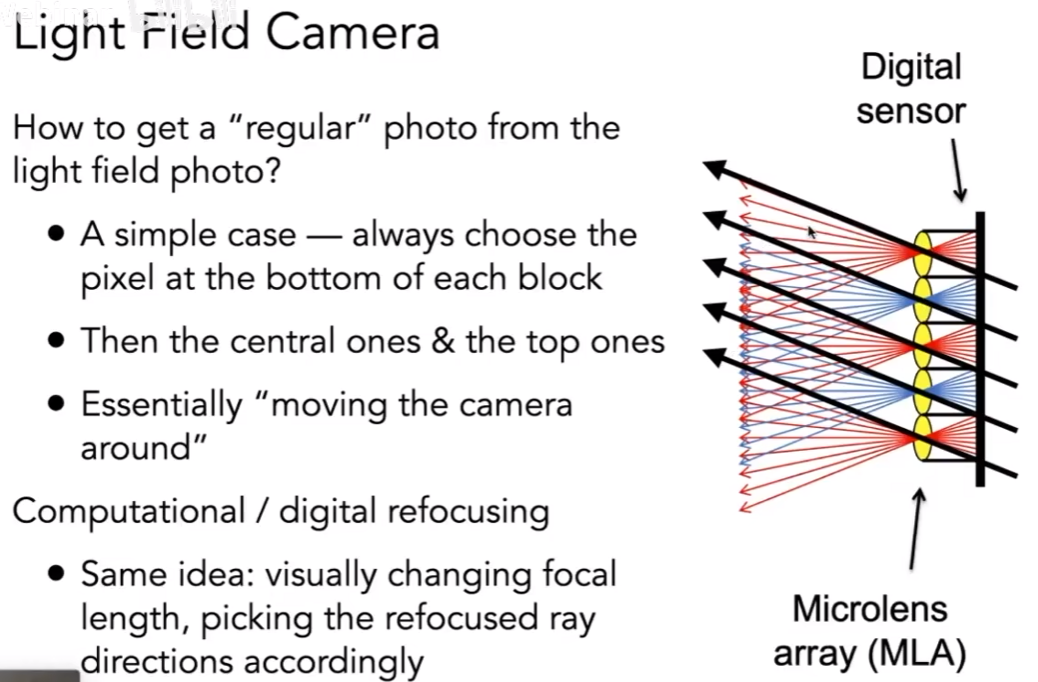 Light Field Camera
Digital
sensor
How to get a “regular” photo from the
light field photo?
• A simple case — always choose the
pixel at the bottom of each block
• Then the central ones & the top ones
• Essentially “moving the camera
around”
Computational / digital refocusing
• Same idea: visually changing focal
length, picking the refocused ray
directions accordingly
Microlens
array (MLA)